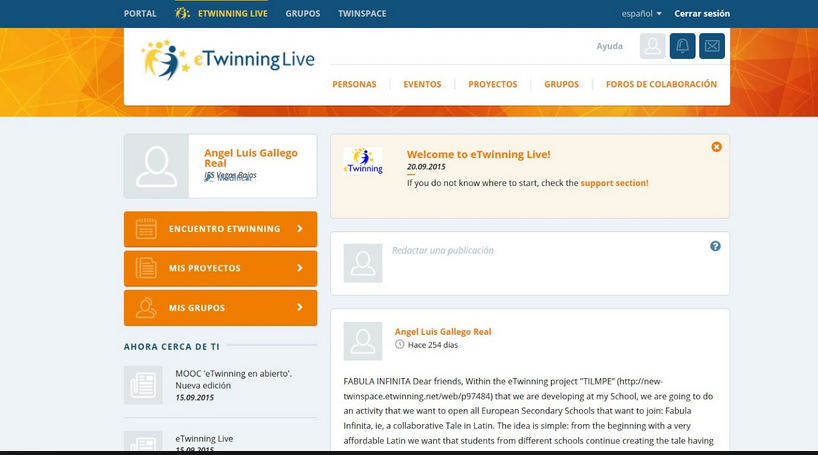 PORTAL
ETWINNING LIVE
GRUPOS
TWINSPACE
español
Cerrar sesión
eTwinning Live
Ayuda
PERSONAS
EVENTOS
PROYECTOS
GRUPOS
FOROS DE COLABORACIÓN
Angel Luis Gallego
Real
IES Vegas Bajas
Modificar
ENCUENTRO ETWINNING
MIS PROYECTOS
MIS GRUPOS
AHORA CERCA DE TI
MOOC 'eTwinning en abierto'.
Nueva edición
15.09.2015
eTwinning Live
15.09.2015
eTwinning
Welcome to eTwinning Live!
20.09.2015
If you do not know where to start, check the support section!
Redactar una publicación
?
Angel Luis Gallego Real
Hace 254 días
FABULA INFINITA Dear friends, Within the eTwinning project "TILMPE" (http://new-
twinspace.etwinning.net/web/p97484) that we are developing at my School, we are going to do
an activity that we want to open all European Secondary Schools that want to join: Fabula
Infinita, ie, a collaborative Tale in Latin. The idea is simple: from the beginning with a very
affordable Latin we want that students from different schools continue creating the tale having